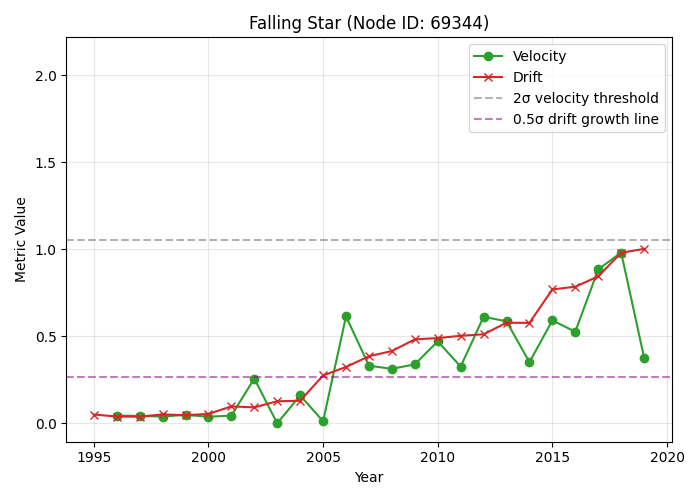 Falling Star (Node ID: 69344)
Velocity
Drift
2σ velocity threshold
0.5σ drift growth line
Metric Value
2.0
1.5
1.0
0.5
0.0
1995 2000 2005 2010 2015 2020
Year